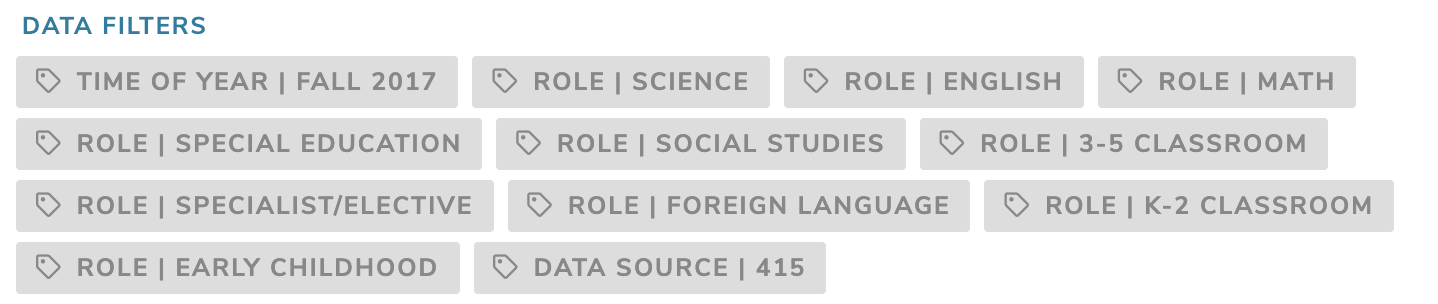 DATA FILTERS
TIME OF YEAR | FALL 2017 ROLE | SCIENCE ROLE | ENGLISH ROLE | MATH
ROLE | SPECIAL EDUCATION ROLE | SOCIAL STUDIES ROLE | 3-5 CLASSROOM
ROLE | SPECIALIST/ELECTIVE ROLE | FOREIGN LANGUAGE ROLE | K-2 CLASSROOM
ROLE | EARLY CHILDHOOD DATA SOURCE | 415